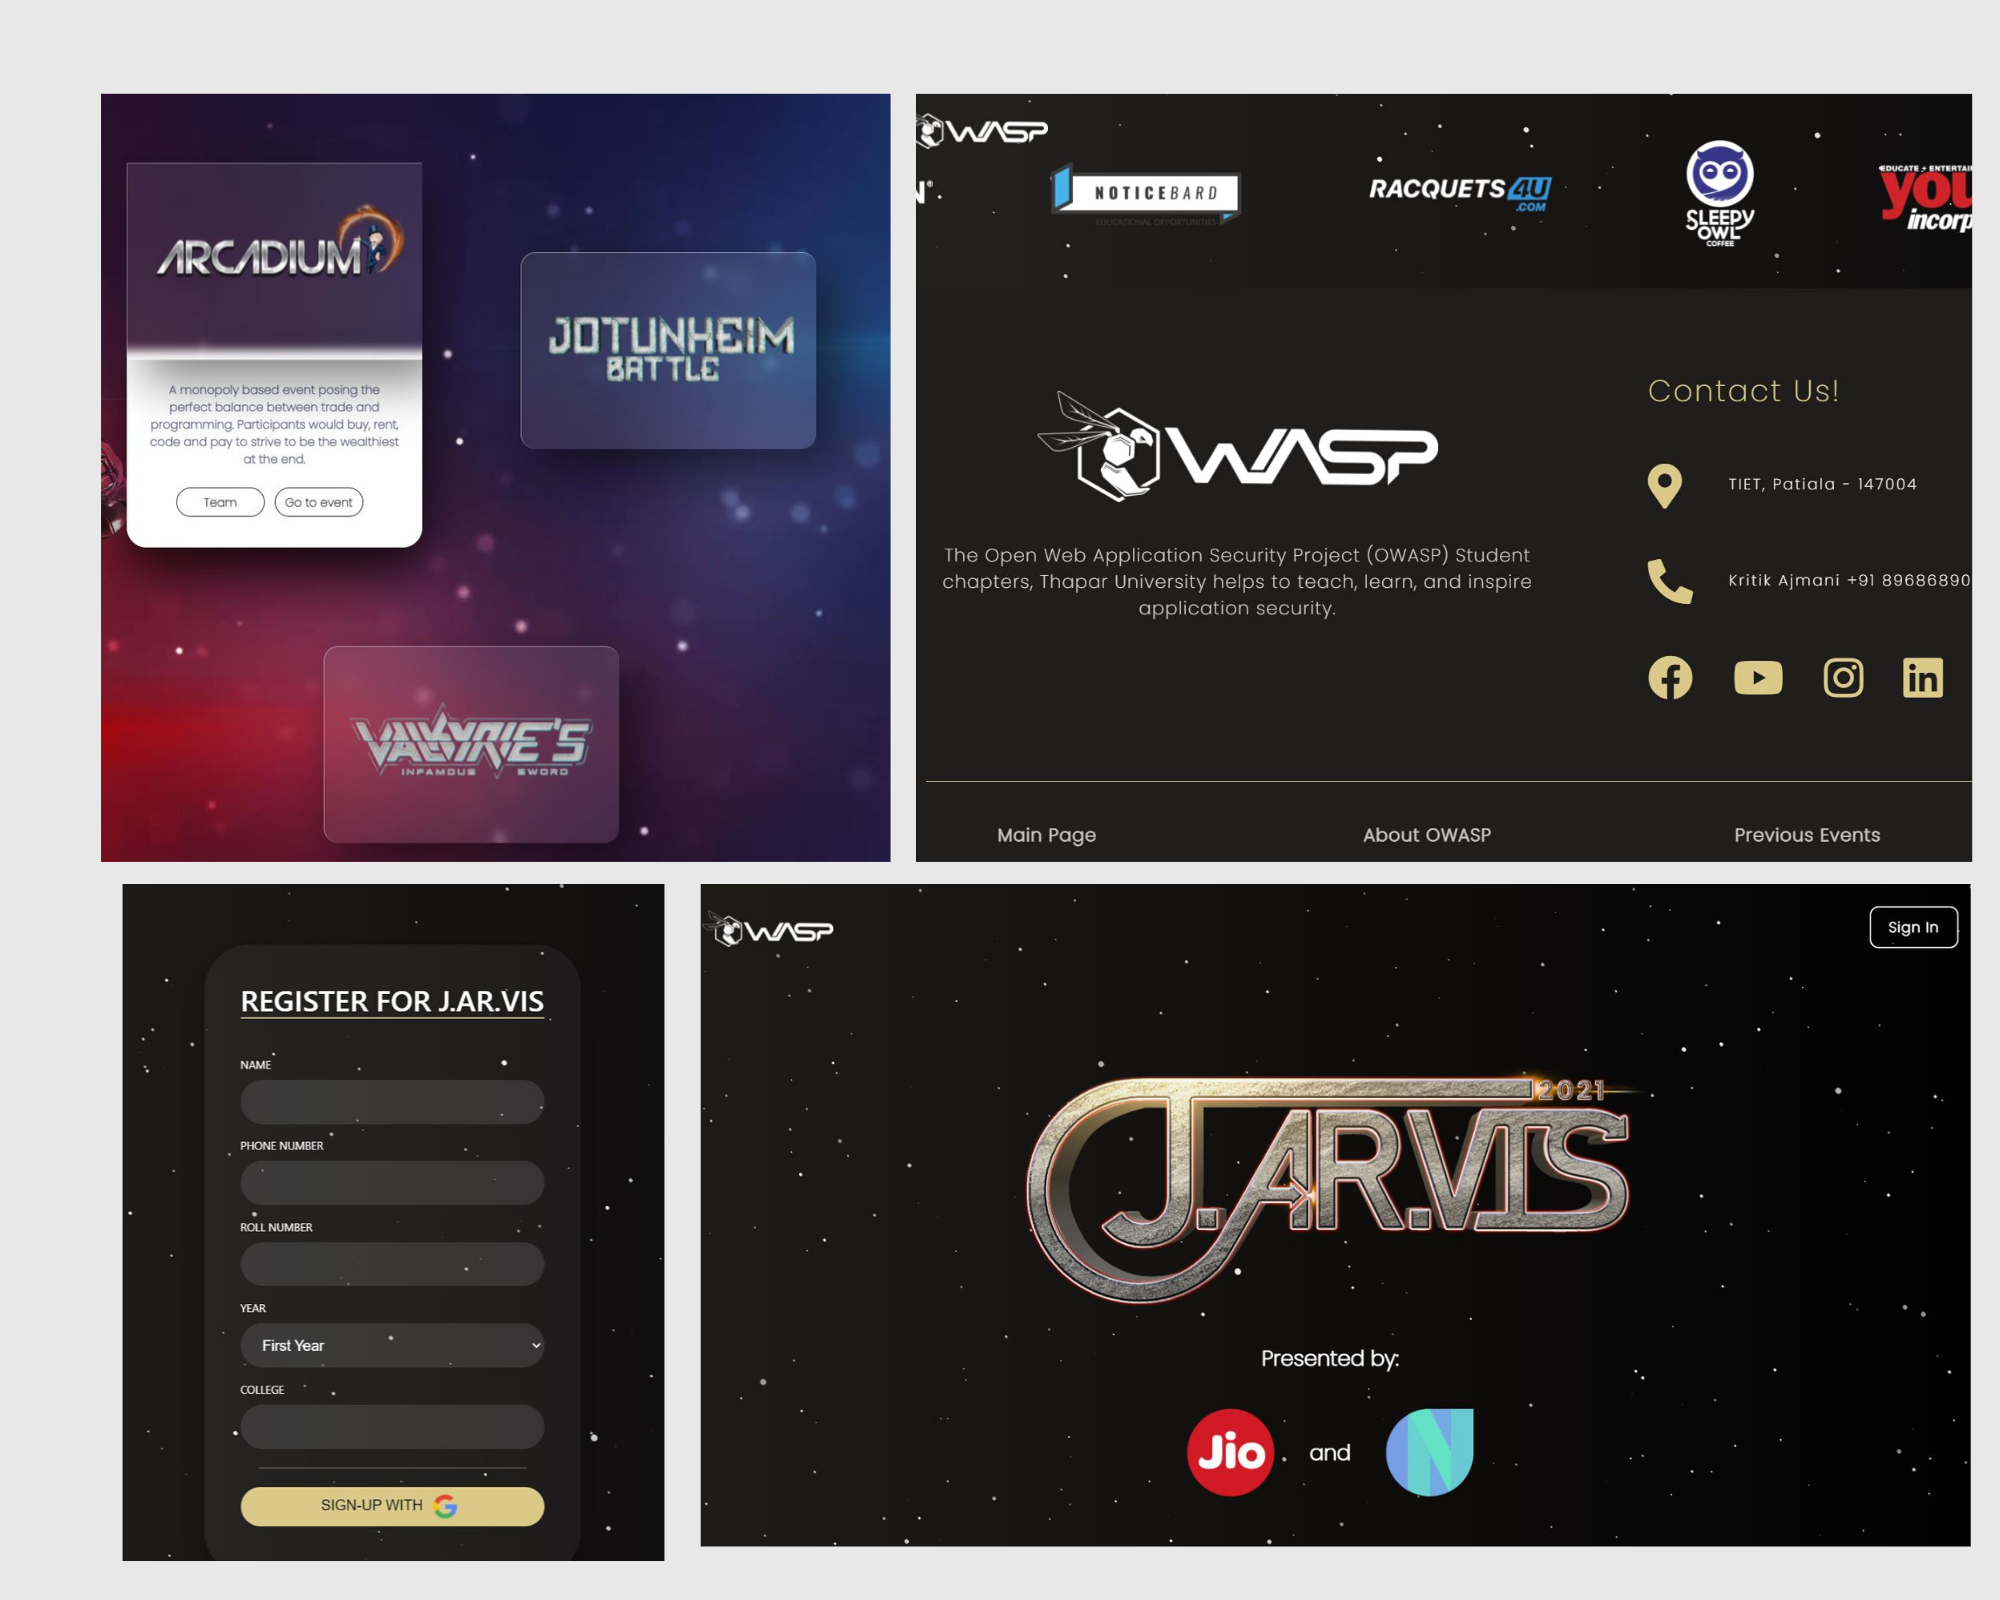 ARCADIUM
A monopoly based event posing the
perfect balance between trade and
programming. Participants would buy, rent,
code and pay to strive to be the wealthiest
at the end.
Team
Go to event
JOTUNHEIM
BATTLE
VALKYRIE'S
INFAMOUS SWORD
WASP
N®
NOTICEBARD
EDUCATIONAL OPPORTUNITIES
RACQUETS 4U
.COM
SLEEPY
OWL
COFFEE
EDUCATE + ENTERTAI
you
incorp
WASP
The Open Web Application Security Project (OWASP) Student
chapters, Thapar University helps to teach, learn, and inspire
application security.
Contact Us!
TIET, Patiala - 147004
Kritik Ajmani +91 89686890
Main Page
About OWASP
Previous Events
REGISTER FOR J.AR.VIS
NAME
PHONE NUMBER
ROLL NUMBER
YEAR
First Year
COLLEGE
SIGN-UP WITH G
WASP
Sign In
2021
J.AR.VIS
Presented by:
Jio and N